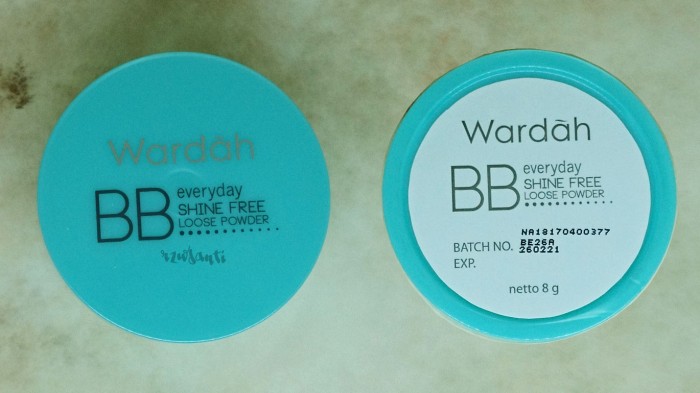 Wardah
BB everyday
SHINE FREE
LOOSE POWDER
Wardah
BB everyday
SHINE FREE
LOOSE POWDER
NA18170400377
BATCH NO. BE26A
EXP. 260221
netto 8 g